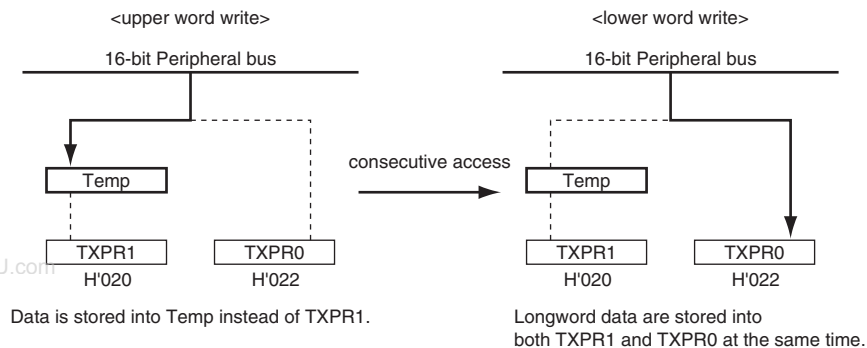 <upper word write>
16-bit Peripheral bus
Temp
TXPR1 TXPR0
H'020 H'022
Data is stored into Temp instead of TXPR1.
consecutive access
<lower word write>
16-bit Peripheral bus
Temp
TXPR1 TXPR0
H'020 H'022
Longword data are stored into
both TXPR1 and TXPR0 at the same time.
J.com